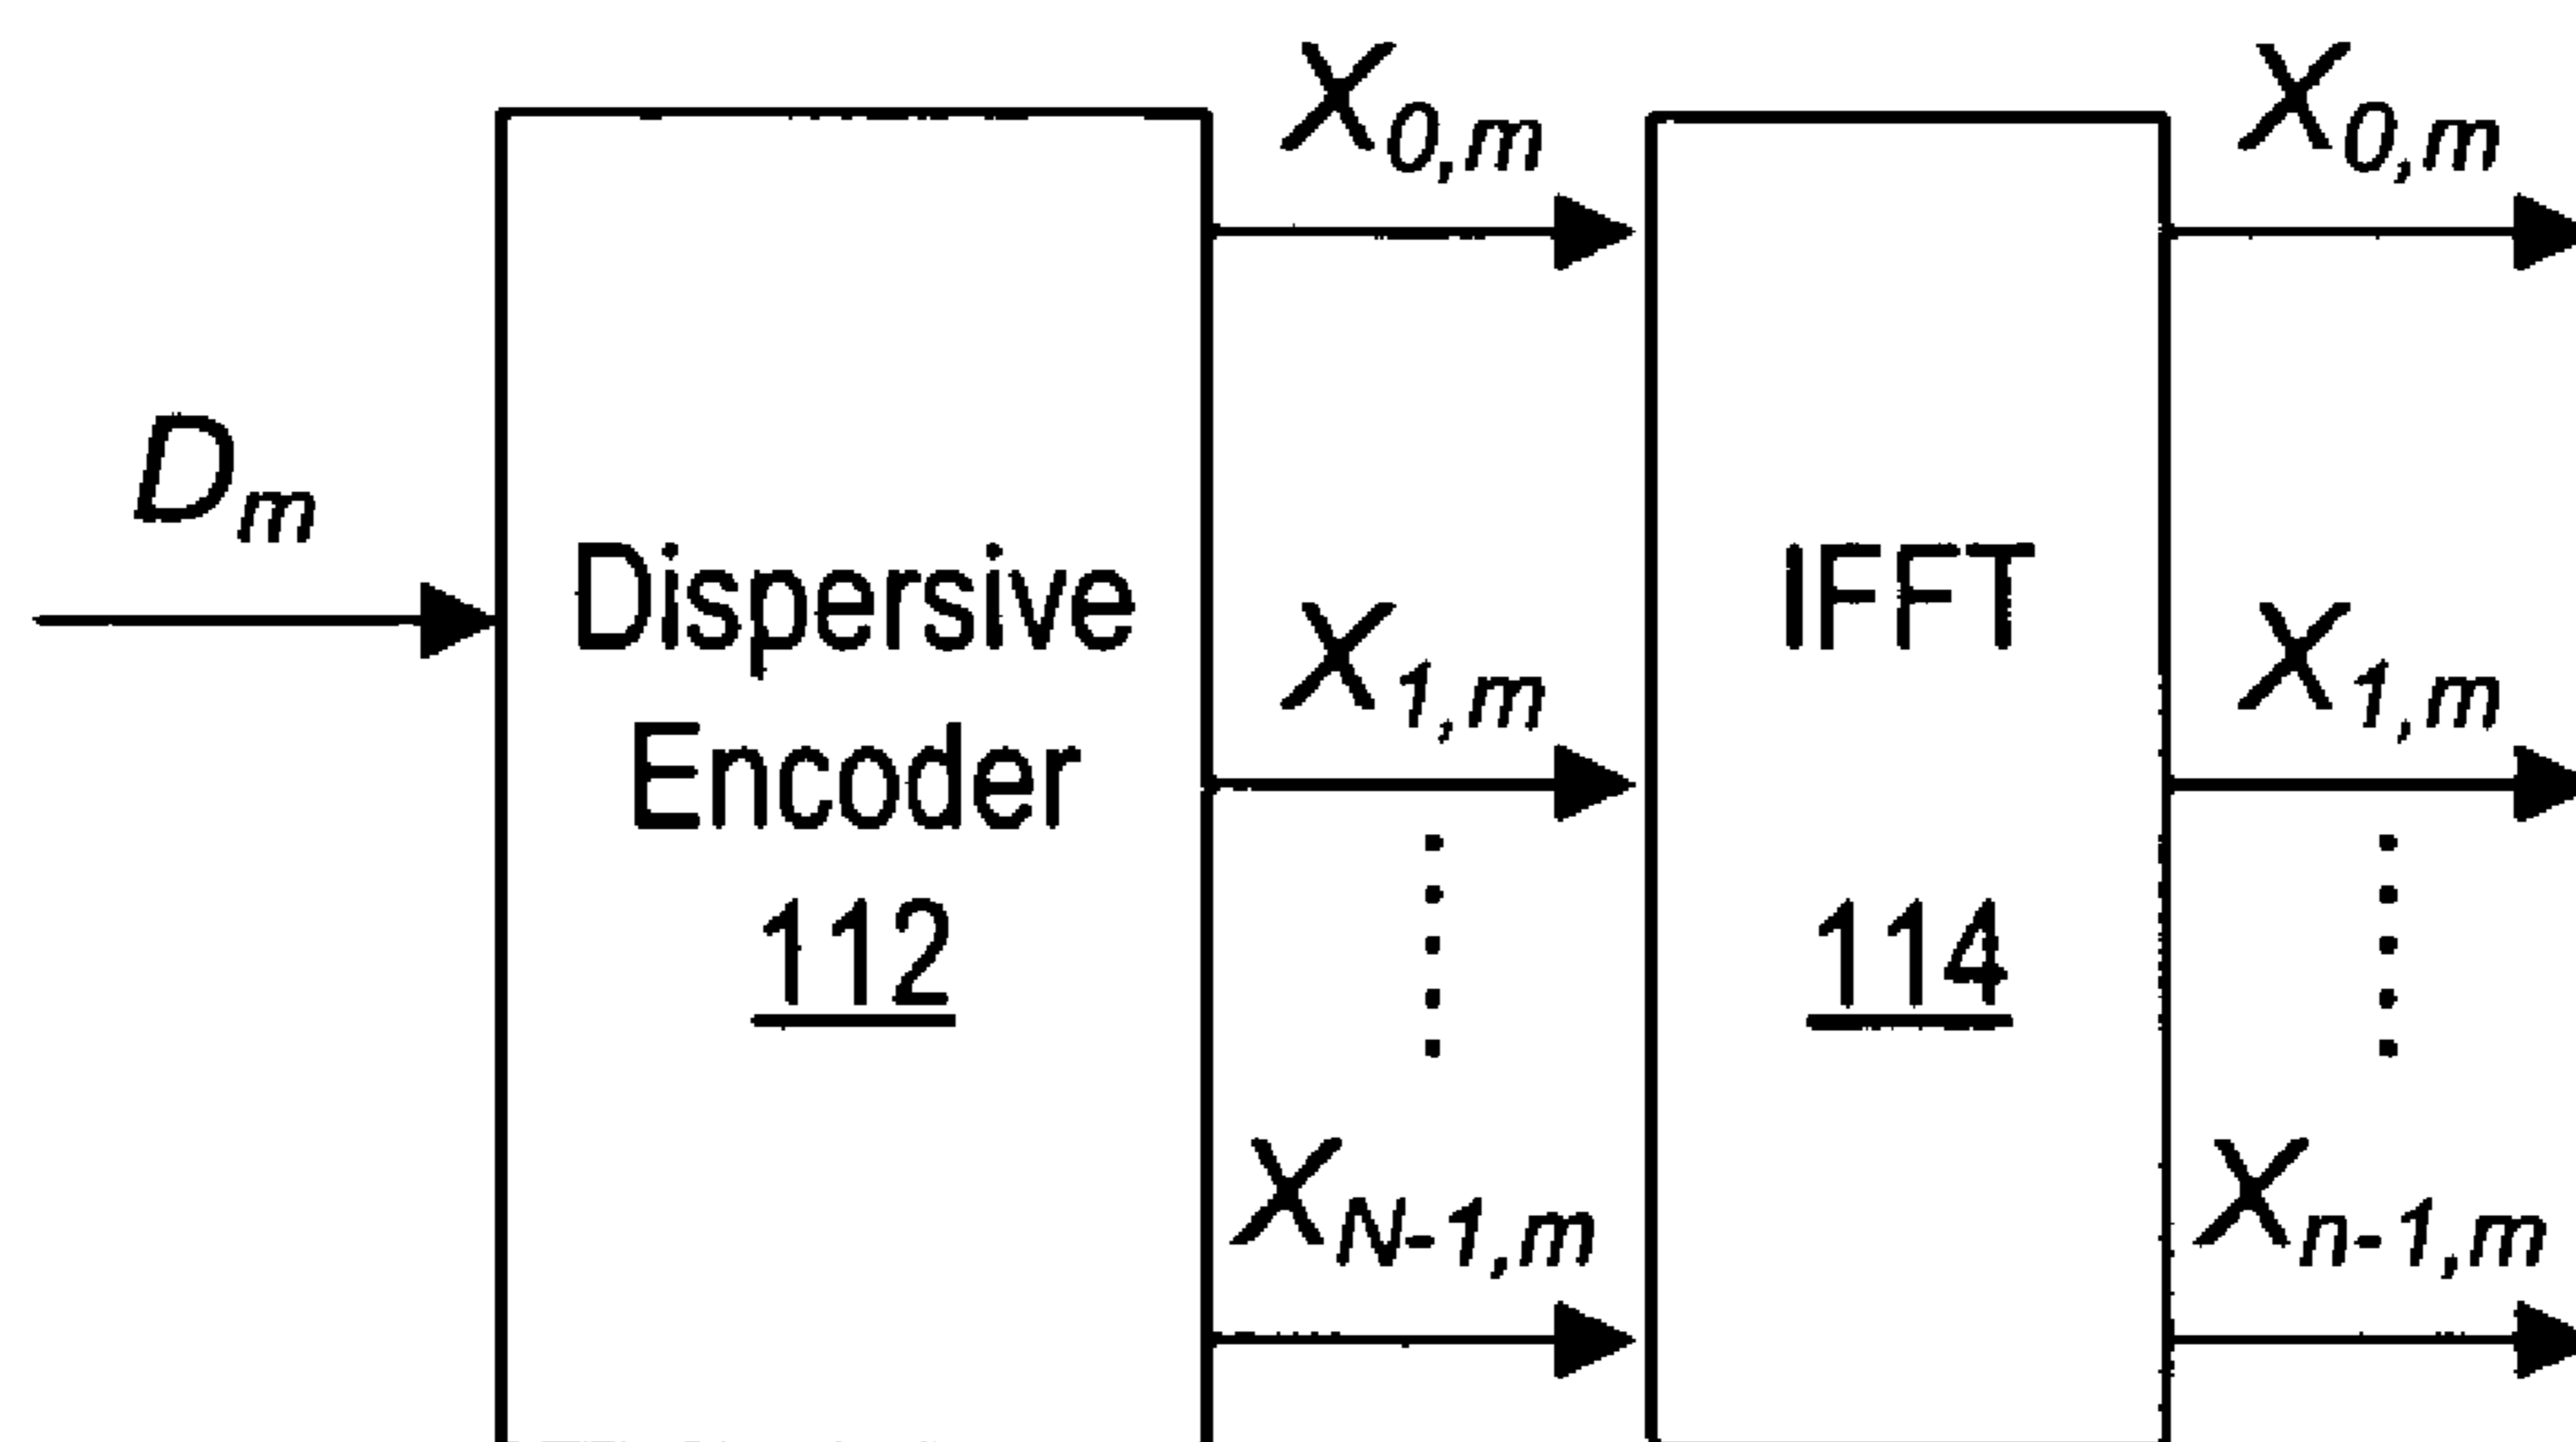 X0,m
X0,m
Dm
Dispersive
Encoder
112
IFFT
114
X1,m
X1,m
XN-1,m
Xn-1,m